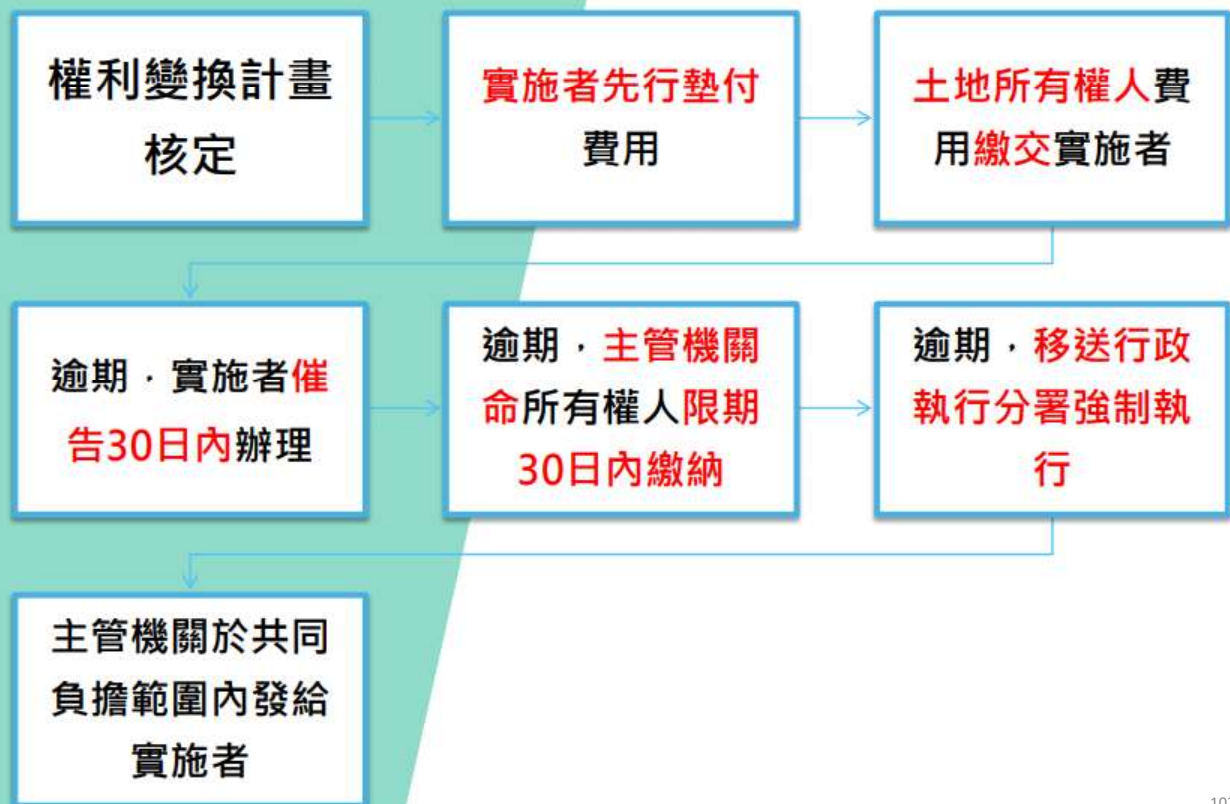 權利變換計畫
核定
實施者先行墊付
費用
土地所有權人費
用繳交實施者
逾期，實施者催
告30日內辦理
逾期，主管機關
命所有權人限期
30日內繳納
逾期，移送行政
執行分署強制執
行
主管機關於共同
負擔範圍內發給
實施者